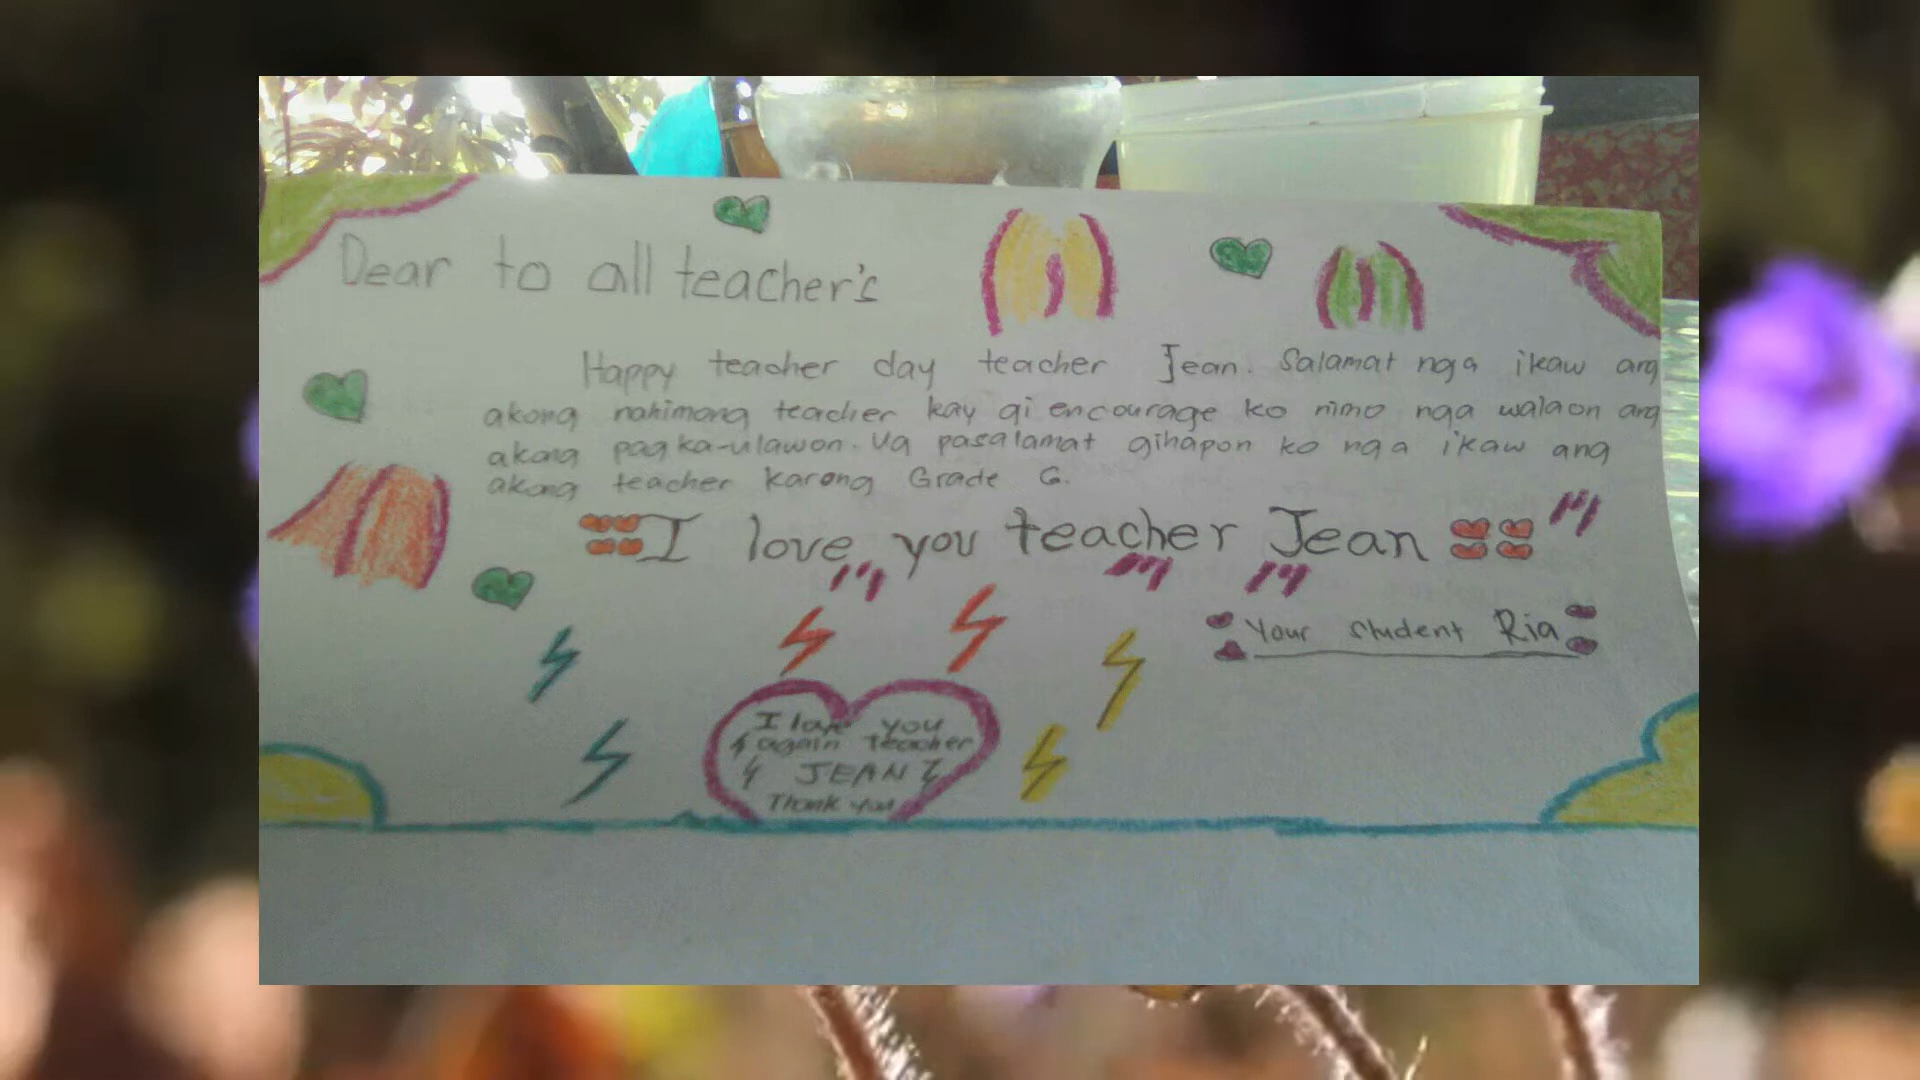 Dear to all teacher's
Happy teacher day teacher Jean. Salamat nga ikaw ang
akong nahimong teacher kay gi encourage ko nimo nga walaon ang
akong pagka-ulawon. Ug pasalamat gihapon ko nga ikaw ang
akong teacher karong Grade 6.
I love you teacher Jean
Your student Ria
I love you
again teacher
JEAN
Thank you